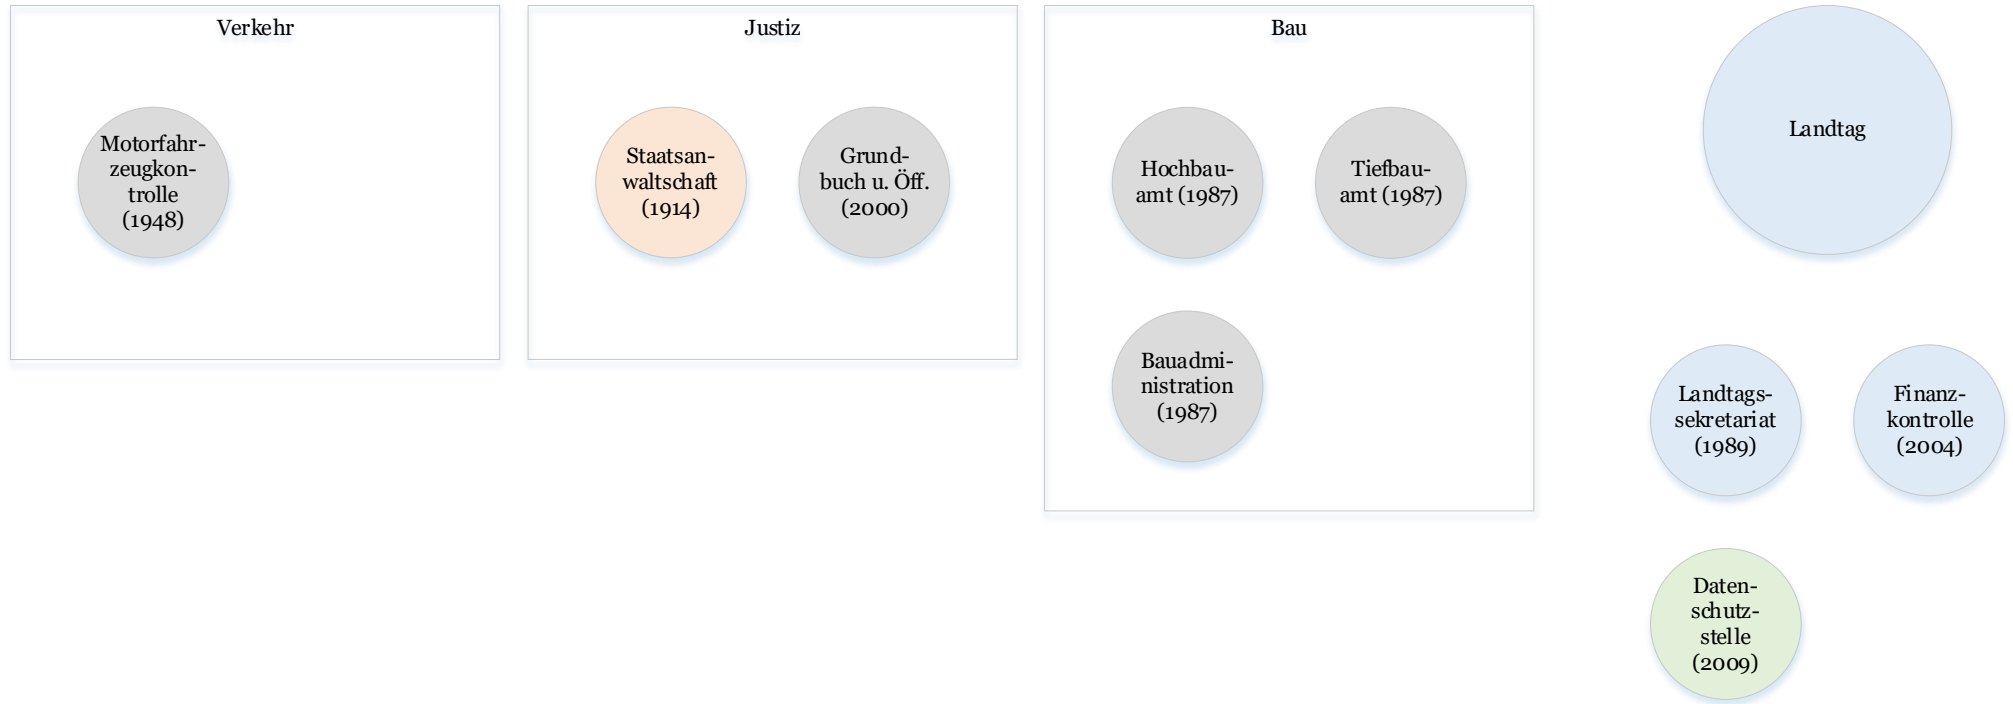 Verkehr
Motorfahr-
zeugkon-
trolle
(1948)
Justiz
Staatsan-
waltschaft
(1914)
Grund-
buch u. Öff.
(2000)
Bau
Hochbau-
amt (1987)
Tiefbau-
amt (1987)
Bauadmi-
nistration
(1987)
Landtag
Landtags-
sekretariat
(1989)
Finanz-
kontrolle
(2004)
Daten-
schutz-
stelle
(2009)